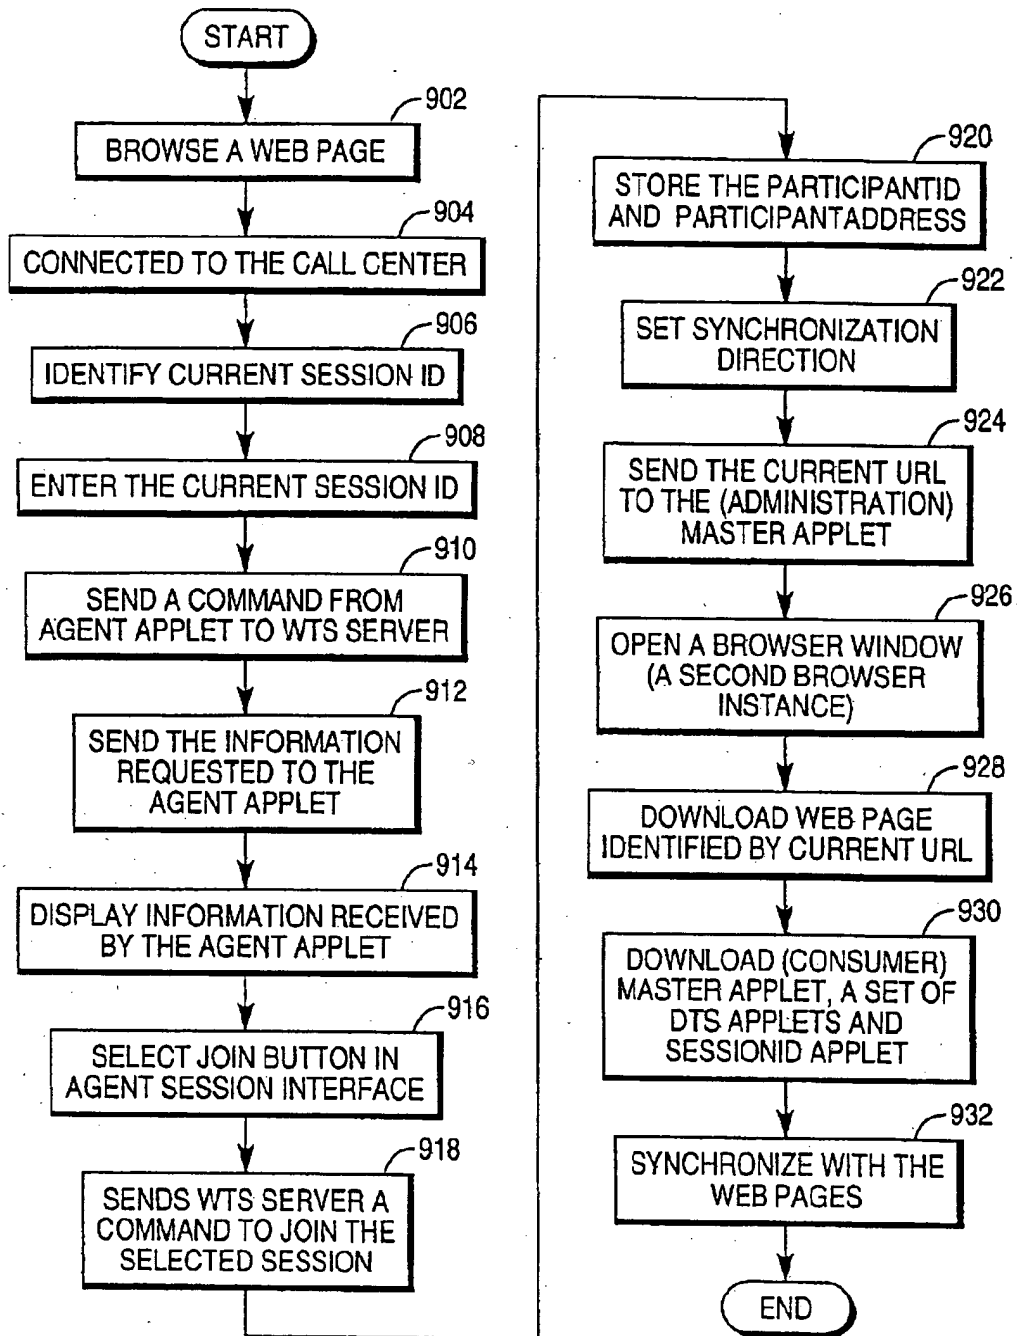 START
902
BROWSE A WEB PAGE
904
CONNECTED TO THE CALL CENTER
906
IDENTIFY CURRENT SESSION ID
908
ENTER THE CURRENT SESSION ID
910
SEND A COMMAND FROM
AGENT APPLET TO WTS SERVER
912
SEND THE INFORMATION
REQUESTED TO THE
AGENT APPLET
914
DISPLAY INFORMATION RECEIVED
BY THE AGENT APPLET
916
SELECT JOIN BUTTON IN
AGENT SESSION INTERFACE
918
SENDS WTS SERVER A
COMMAND TO JOIN THE
SELECTED SESSION
920
STORE THE PARTICIPANTID
AND PARTICIPANTADDRESS
922
SET SYNCHRONIZATION
DIRECTION
924
SEND THE CURRENT URL
TO THE (ADMINISTRATION)
MASTER APPLET
926
OPEN A BROWSER WINDOW
(A SECOND BROWSER
INSTANCE)
928
DOWNLOAD WEB PAGE
IDENTIFIED BY CURRENT URL
930
DOWNLOAD (CONSUMER)
MASTER APPLET, A SET OF
DTS APPLETS AND
SESSIONID APPLET
932
SYNCHRONIZE WITH THE
WEB PAGES
END